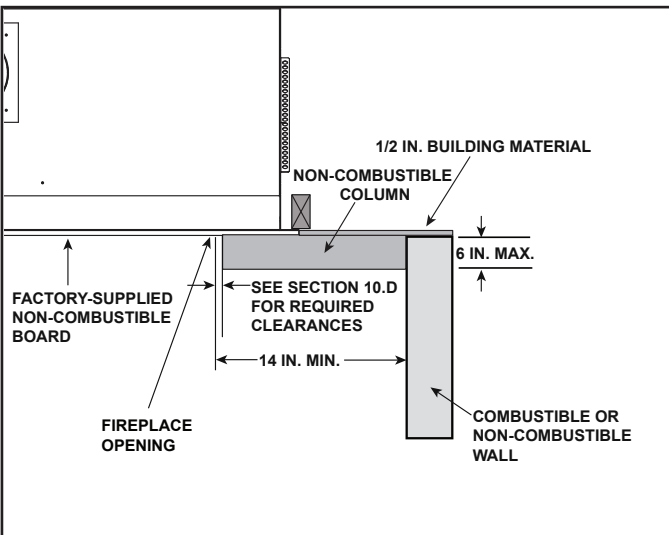 1/2 IN. BUILDING MATERIAL
NON-COMBUSTIBLE
COLUMN
6 IN. MAX.
FACTORY-SUPPLIED
NON-COMBUSTIBLE
BOARD
SEE SECTION 10.D
FOR REQUIRED
CLEARANCES
14 IN. MIN.
FIREPLACE
OPENING
COMBUSTIBLE OR
NON-COMBUSTIBLE
WALL